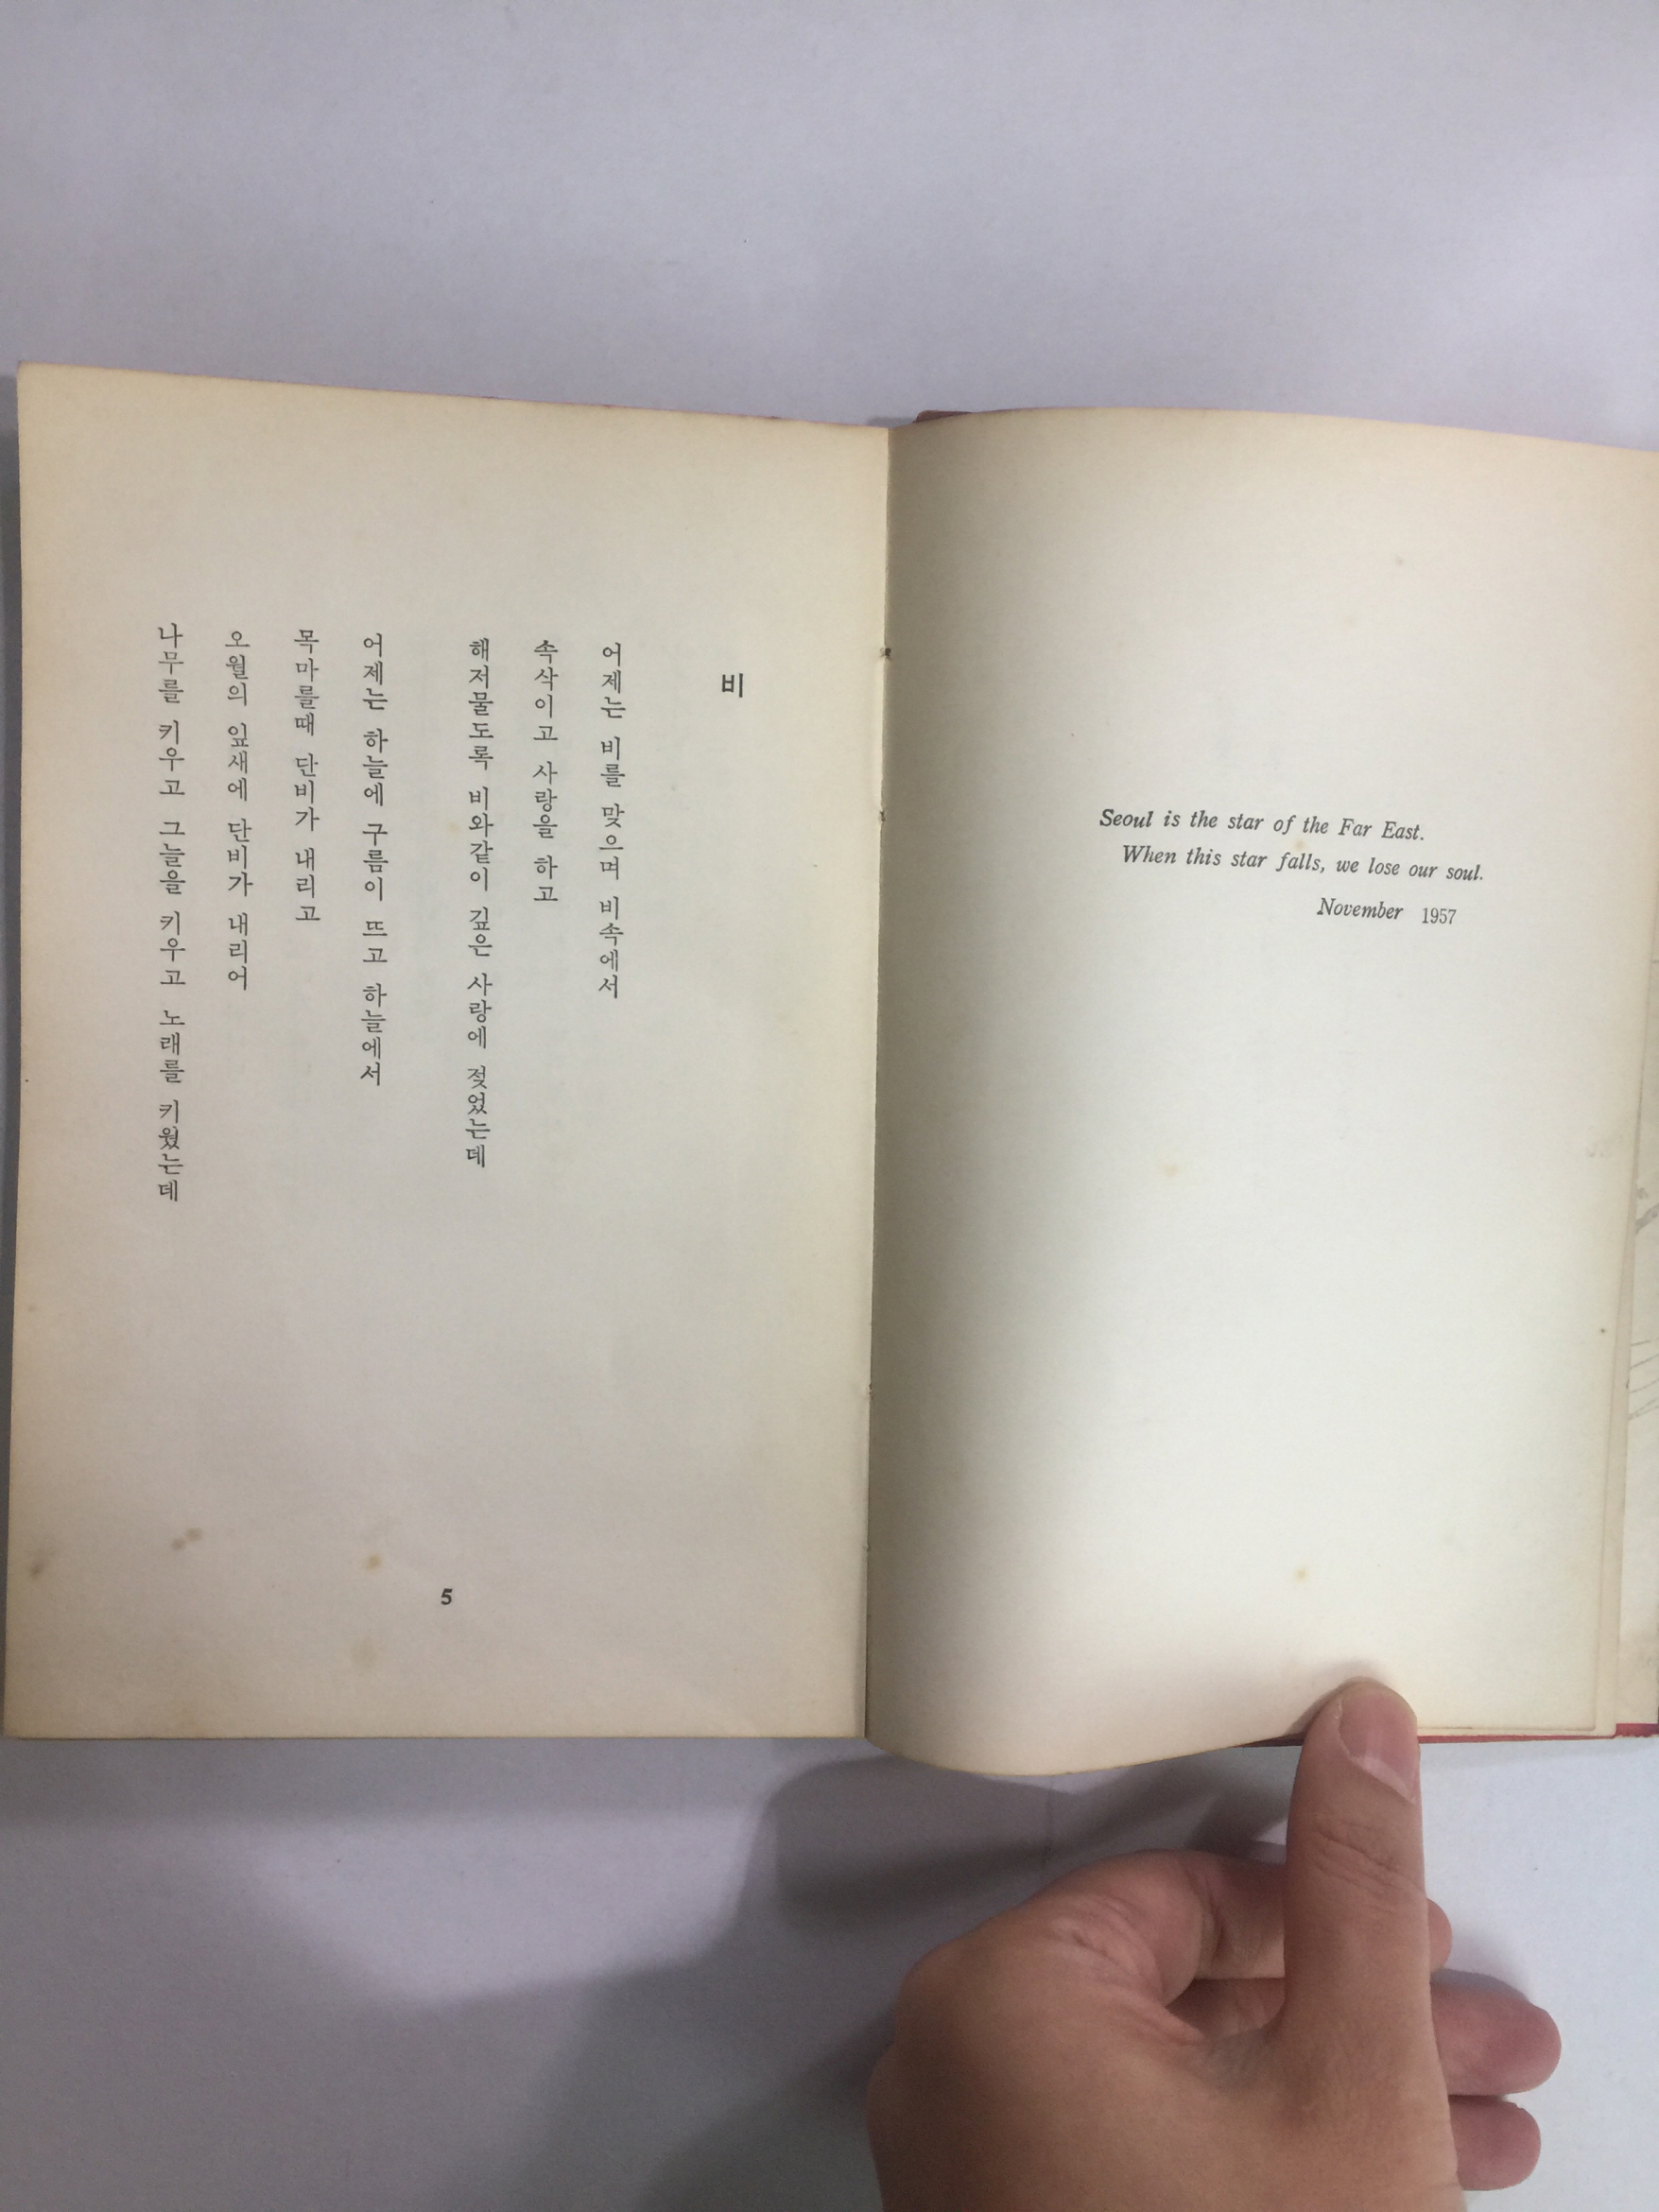 Seoul is the star of the Far East.
When this star falls, we lose our soul.
November 1957
비
어제는 비를 맞으며 비속에서
속삭이고 사랑을 하고
해저물도록 비와같이 깊은 사랑에 젖었는데
어제는 하늘에 구름이 뜨고 하늘에서
목마를때 단비가 내리고
오월의 잎새에 단비가 내리어
나무를 키우고 그늘을 키우고 노래를 키웠는데
5